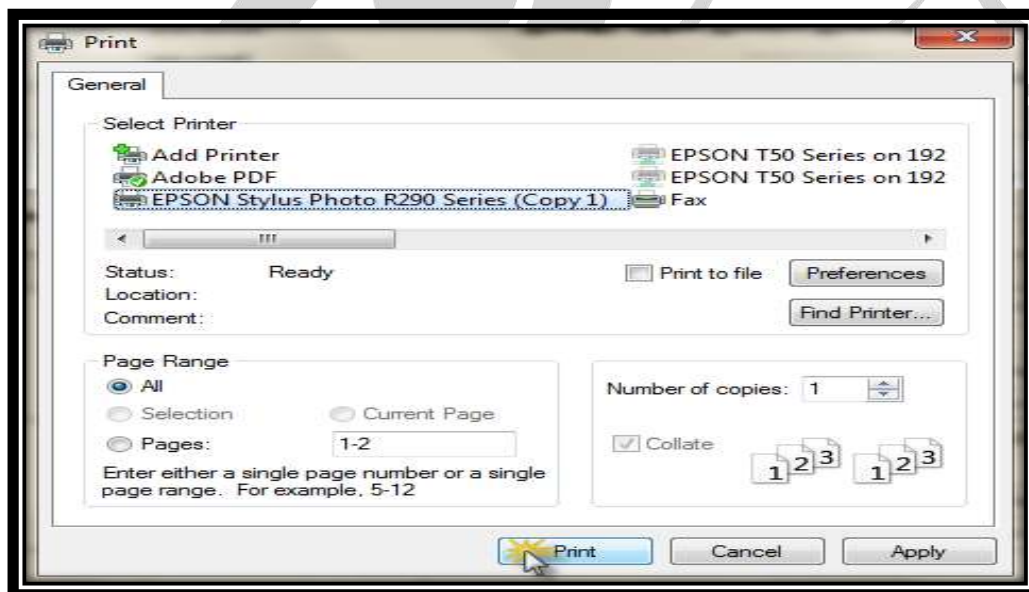 Print
General
Select Printer
Add Printer
Adobe PDF
EPSON Stylus Photo R290 Series (Copy 1)
EPSON T50 Series on 192
EPSON T50 Series on 192
Fax
Status: Ready
Location:
Comment:
Print to file
Preferences
Find Printer...
Page Range
All
Selection
Current Page
Pages: 1-2
Enter either a single page number or a single
page range. For example, 5-12
Number of copies: 1
Collate
1 2 3 1 2 3
Print Cancel Apply